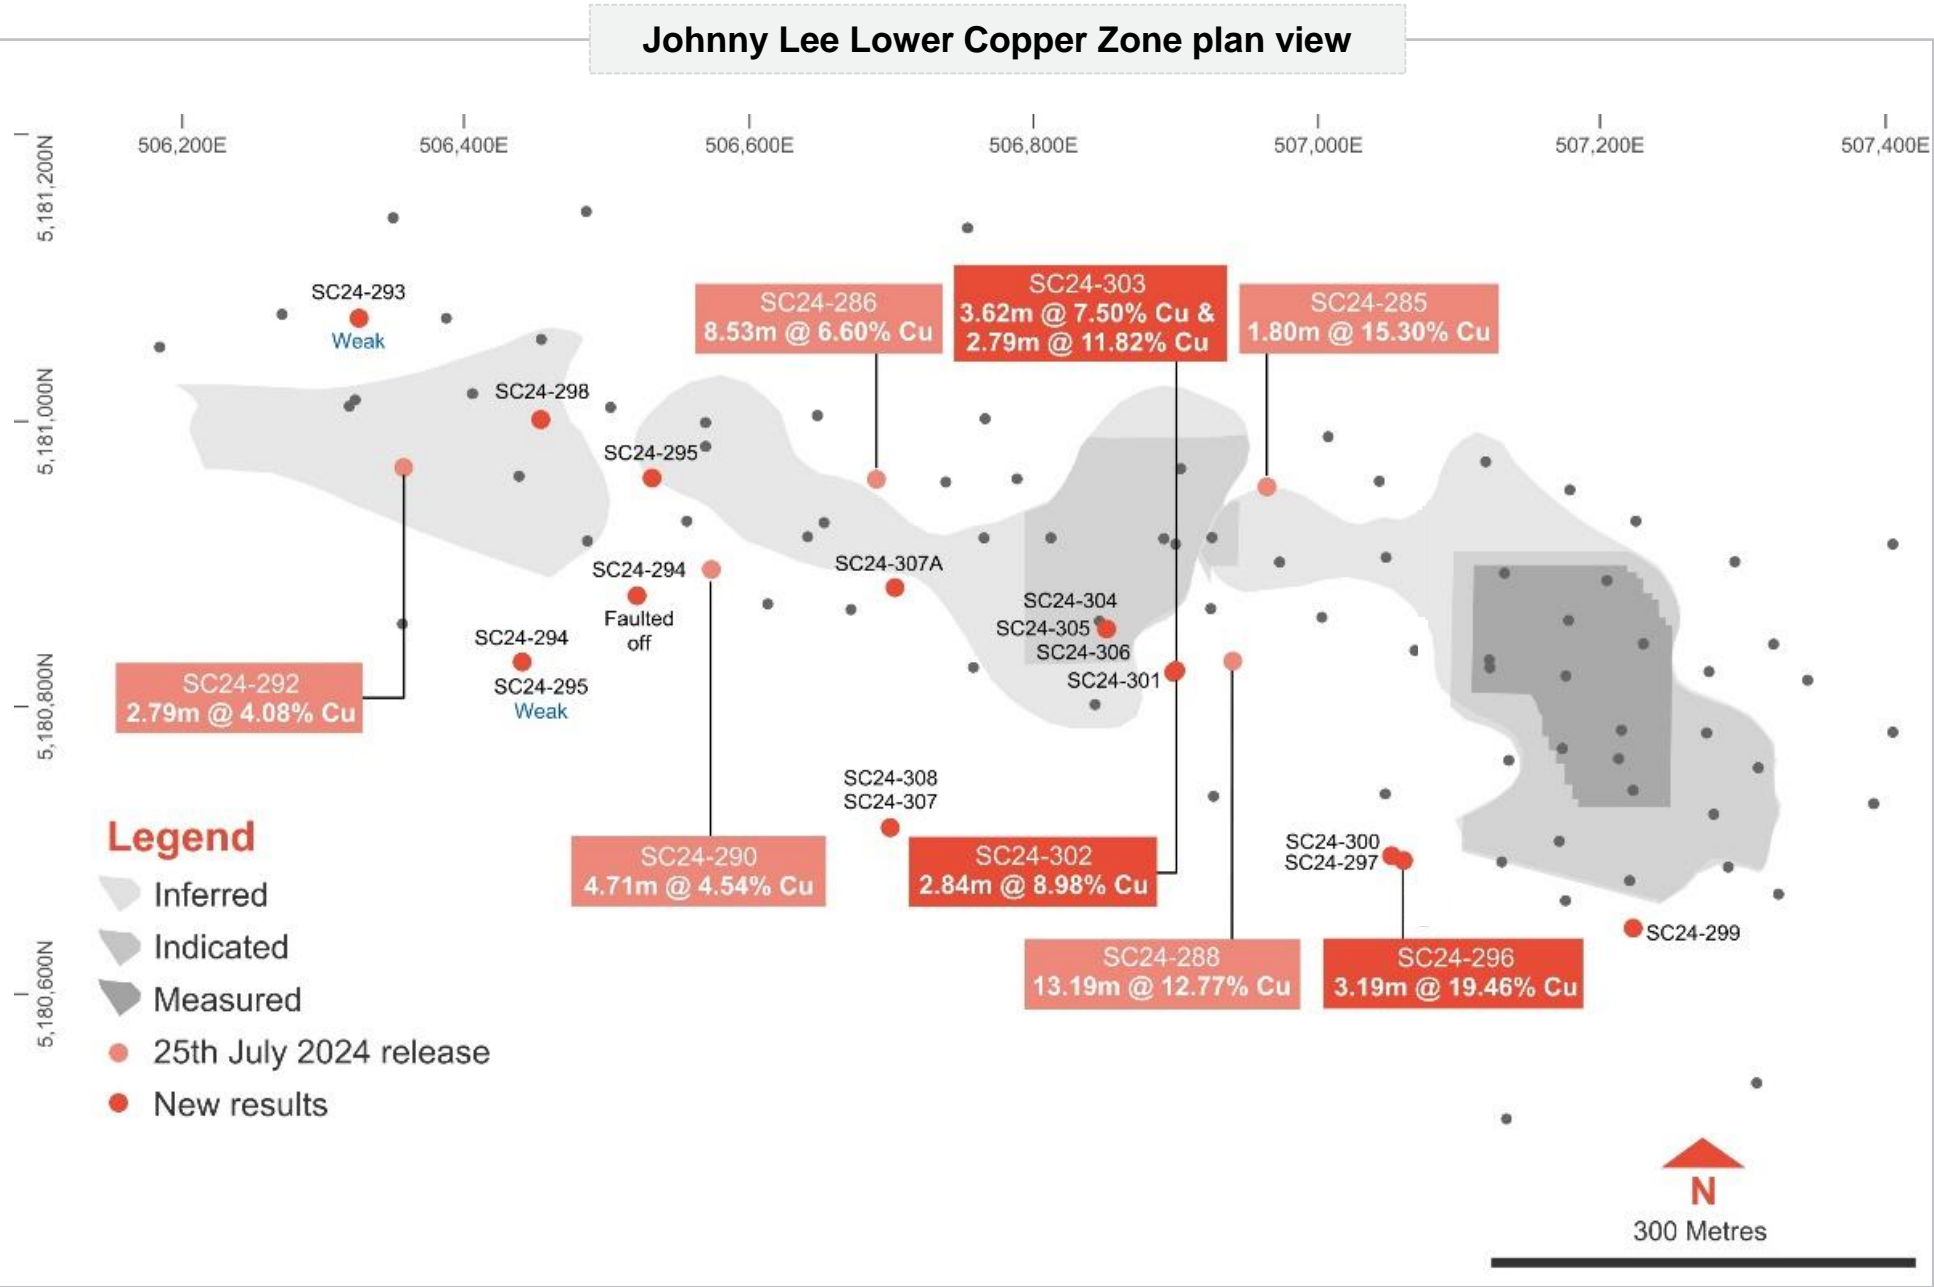 Johnny Lee Lower Copper Zone plan view
506,200E
506,400E
506,600E
506,800E
507,000E
507,200E
507,400E
5,181,200N
5,181,000N
5,180,800N
5,180,600N
SC24-293
Weak
SC24-286
8.53m @ 6.60% Cu
SC24-303
3.62m @ 7.50% Cu &
2.79m @ 11.82% Cu
SC24-285
1.80m @ 15.30% Cu
SC24-298
SC24-295
SC24-294
Faulted
off
SC24-307A
SC24-304
SC24-305
SC24-306
SC24-301
SC24-294
SC24-295
Weak
SC24-292
2.79m @ 4.08% Cu
SC24-308
SC24-307
SC24-290
4.71m @ 4.54% Cu
SC24-302
2.84m @ 8.98% Cu
SC24-300
SC24-297
SC24-288
13.19m @ 12.77% Cu
SC24-296
3.19m @ 19.46% Cu
SC24-299
Legend
Inferred
Indicated
Measured
25th July 2024 release
New results
N
300 Metres